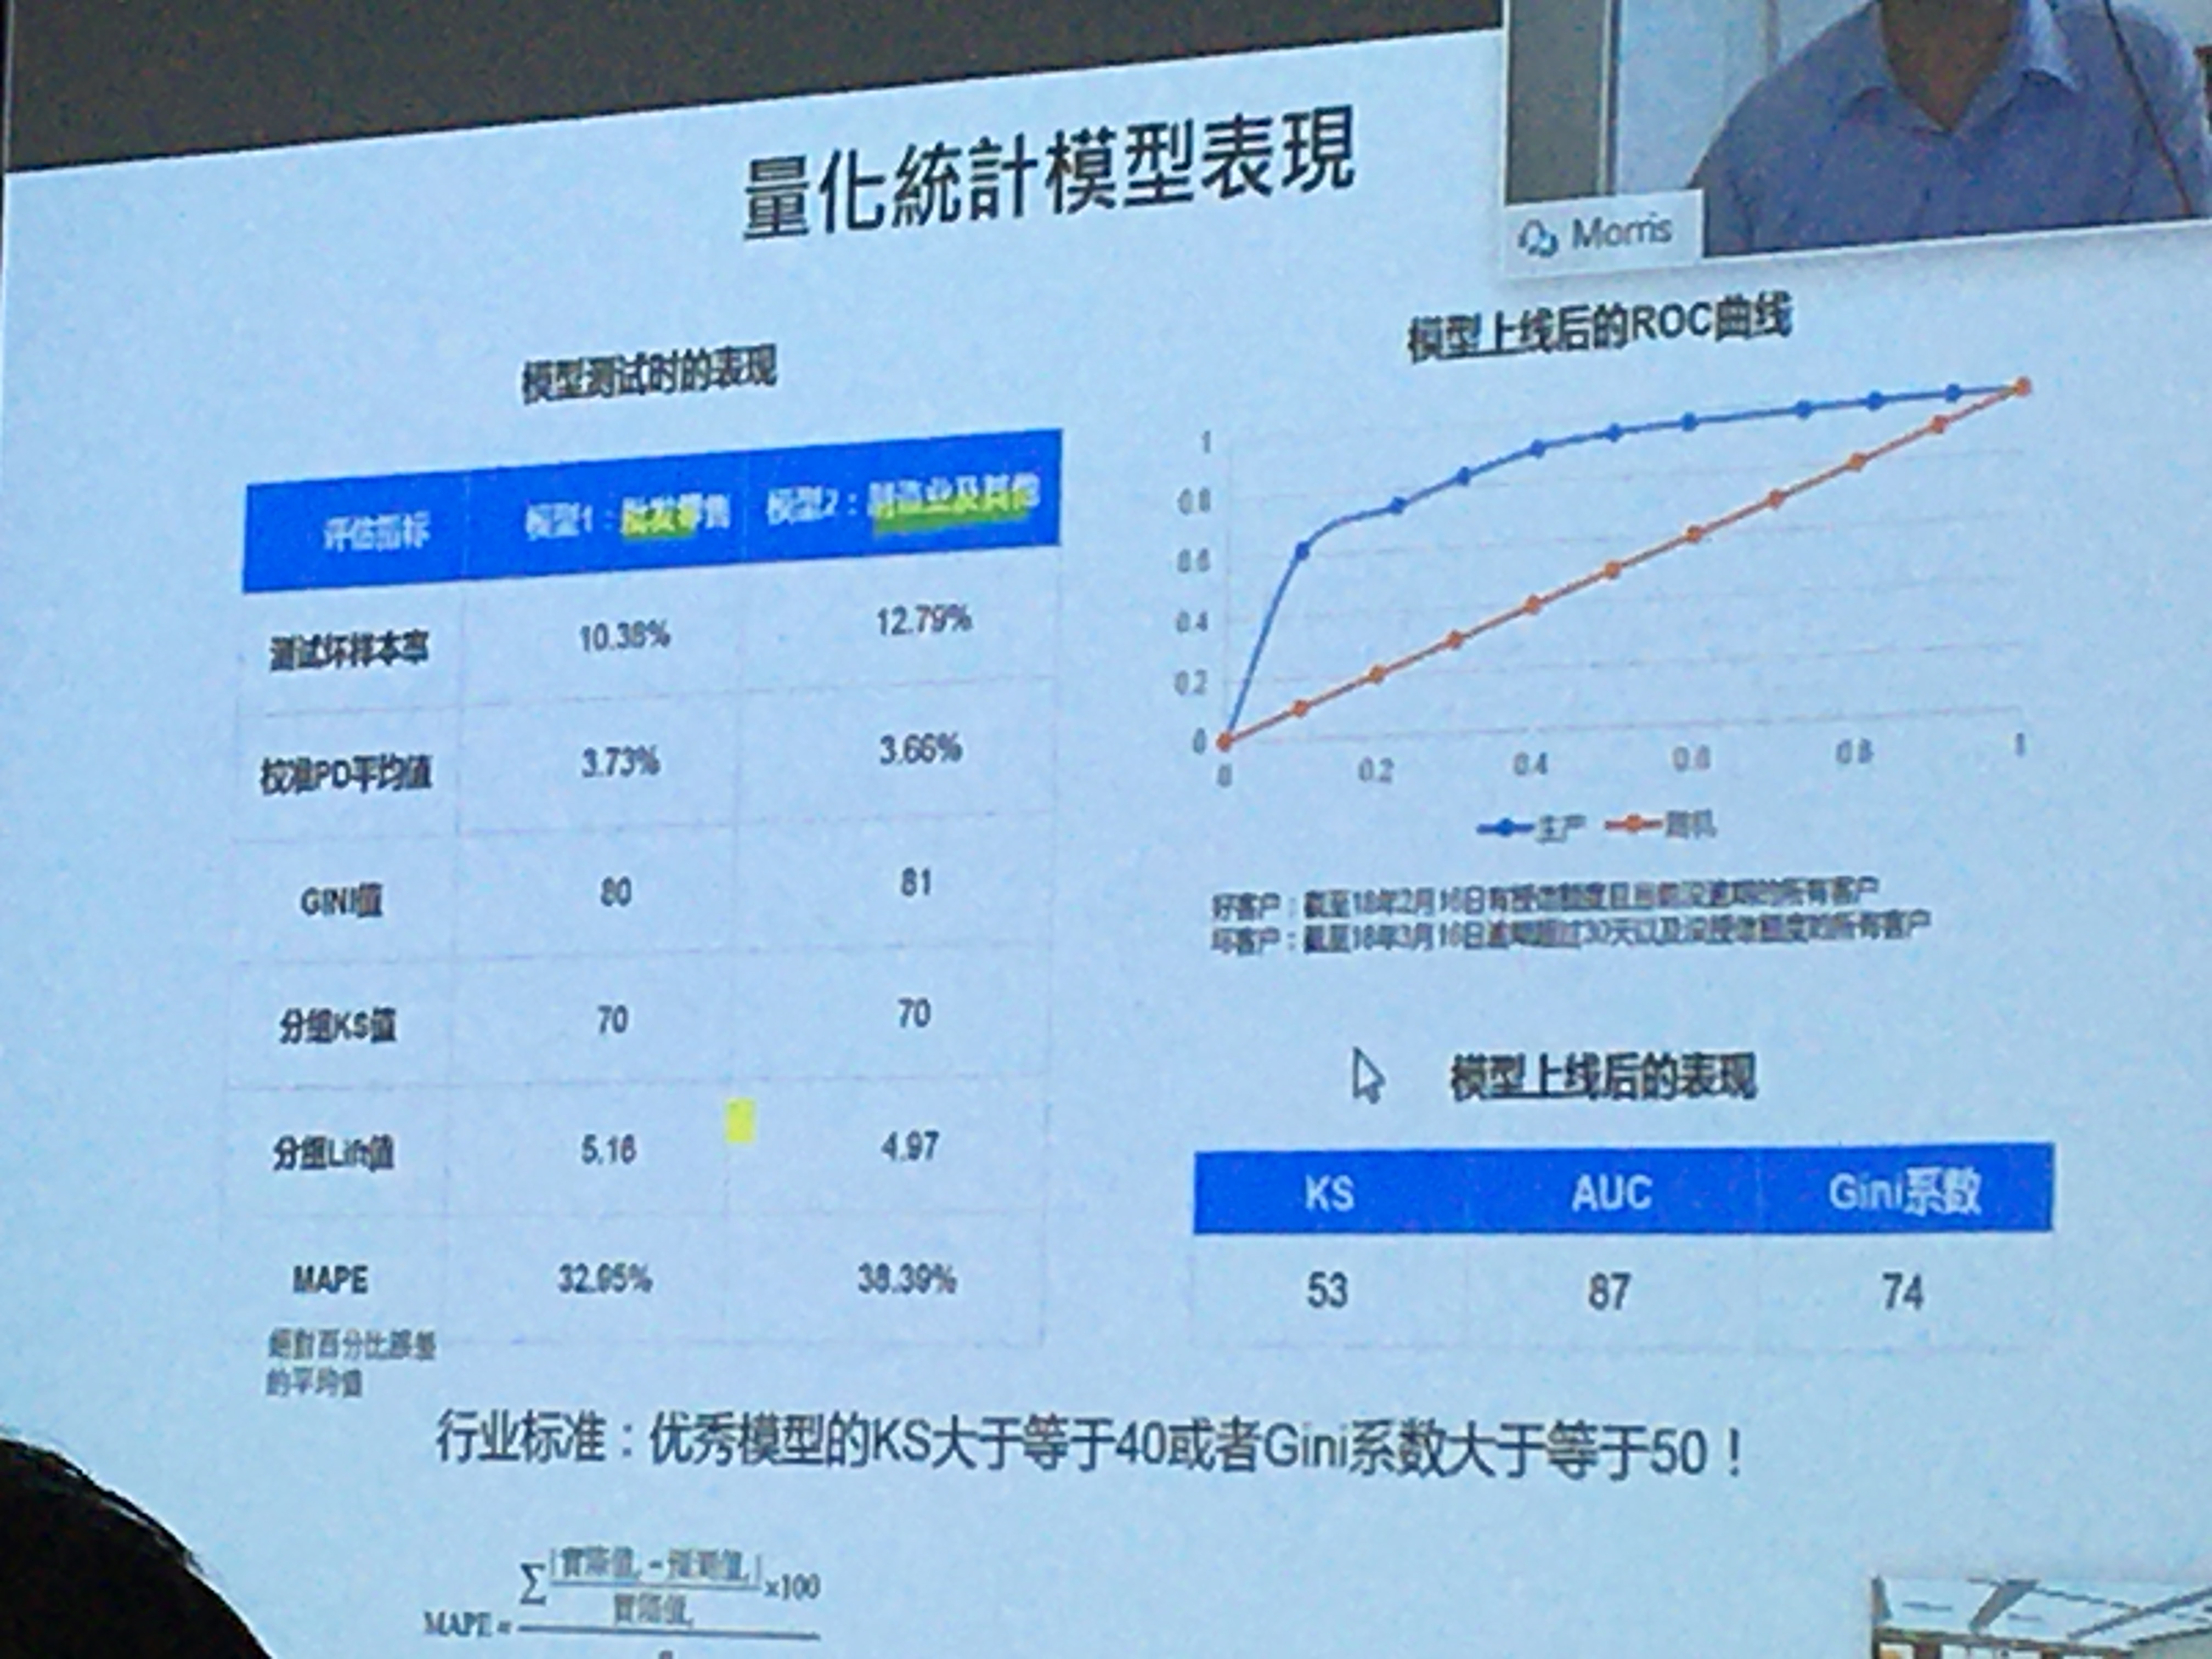 量化統計模型表現
Morris
模型测试时的表现
评估指标 模型1：批发零售 模型2：制造业及其他
测试坏样本率 10.38% 12.79%
校准PD平均值 3.73% 3.66%
GINI值 80 81
分组KS值 70 70
分组Lift值 5.16 4.97
MAPE 32.95% 38.39%
絕對百分比誤差
的平均值
模型上线后的ROC曲线
1
0.8
0.6
0.4
0.2
0
0 0.2 0.4 0.6 0.8 1
生产 随机
好客户：截至18年2月16日有授信额度且当前没逾期的所有客户
坏客户：截至18年3月16日逾期超过30天以及没授信额度的所有客户
模型上线后的表现
KS AUC Gini系数
53 87 74
行业标准：优秀模型的KS大于等于40或者Gini系数大于等于50！
|實際值 - 預測值|
∑ ×100
實際值
MAPE =